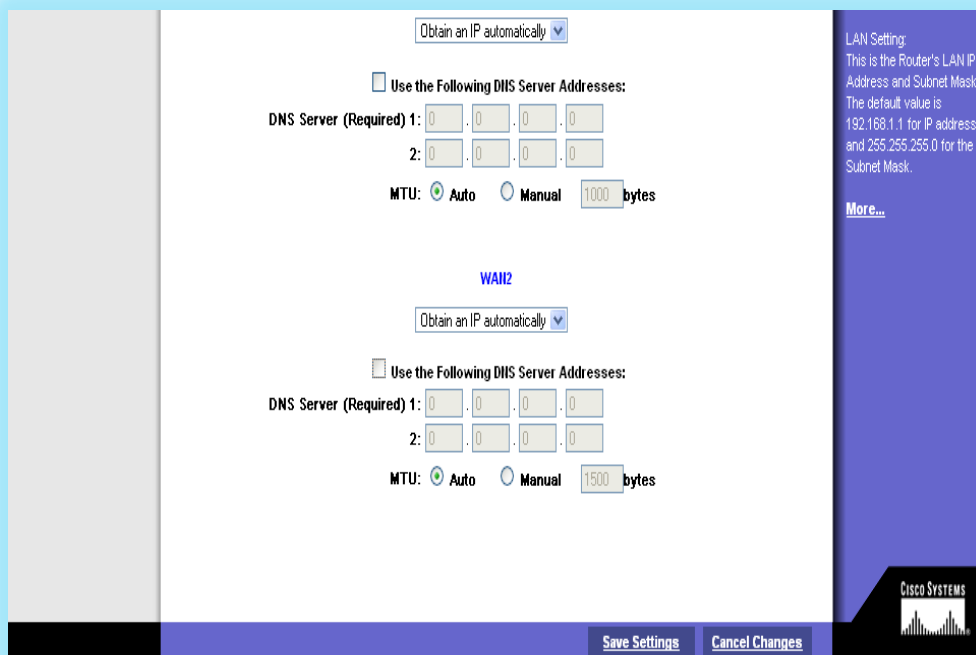 Obtain an IP automatically
Use the Following DNS Server Addresses:
DNS Server (Required) 1: 0 . 0 . 0 . 0
2: 0 . 0 . 0 . 0
MTU: Auto Manual 1000 bytes
WAN2
Obtain an IP automatically
Use the Following DNS Server Addresses:
DNS Server (Required) 1: 0 . 0 . 0 . 0
2: 0 . 0 . 0 . 0
MTU: Auto Manual 1500 bytes
LAN Setting:
This is the Router's LAN IP
Address and Subnet Mask
The default value is
192.168.1.1 for IP address
and 255.255.255.0 for the
Subnet Mask.
More...
CISCO SYSTEMS
Save Settings Cancel Changes